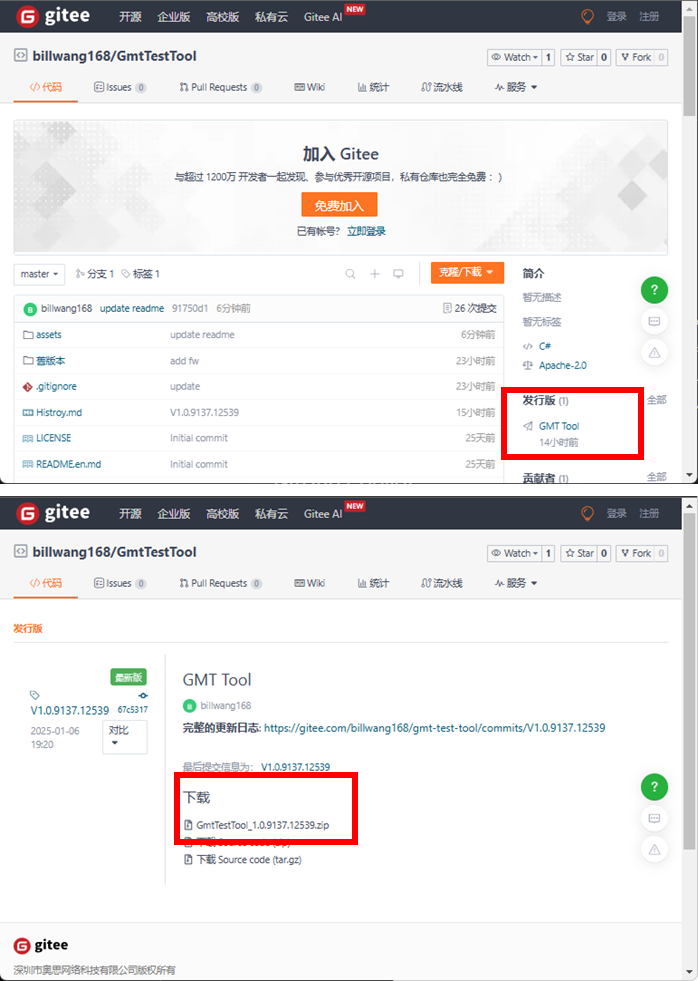 gitee 开源 企业版 高校版 私有云 Gitee AI NEW 登录 注册
billwang168/GmtTestTool Watch 1 Star 0 Fork 0
代码 Issues 0 Pull Requests 0 Wiki 统计 流水线 服务
加入 Gitee
与超过 1200万 开发者一起发现、参与优秀开源项目，私有仓库也完全免费 ：）
免费加入
已有帐号？ 立即登录
master 分支 1 标签 1 克隆/下载
billwang168 update readme 91750d1 6分钟前 26 次提交
assets update readme 6分钟前
舊版本 add fw 23小时前
.gitignore update 23小时前
Histroy.md V1.0.9137.12539 15小时前
LICENSE Initial commit 25天前
README.en.md Initial commit 25天前
简介
暂无描述
暂无标签
C#
Apache-2.0
发行版 (1) 全部
GMT Tool
14小时前
贡献者 (1) 全部
?
gitee 开源 企业版 高校版 私有云 Gitee AI NEW 登录 注册
billwang168/GmtTestTool Watch 1 Star 0 Fork 0
代码 Issues 0 Pull Requests 0 Wiki 统计 流水线 服务
发行版
最新版
V1.0.9137.12539 67c5317
2025-01-06
19:20
对比
GMT Tool
billwang168
完整的更新日志: https://gitee.com/billwang168/gmt-test-tool/commits/V1.0.9137.12539
最后提交信息为： V1.0.9137.12539
下载
GmtTestTool_1.0.9137.12539.zip
下载 Source code (zip)
下载 Source code (tar.gz)
?
gitee
深圳市奥思网络科技有限公司版权所有